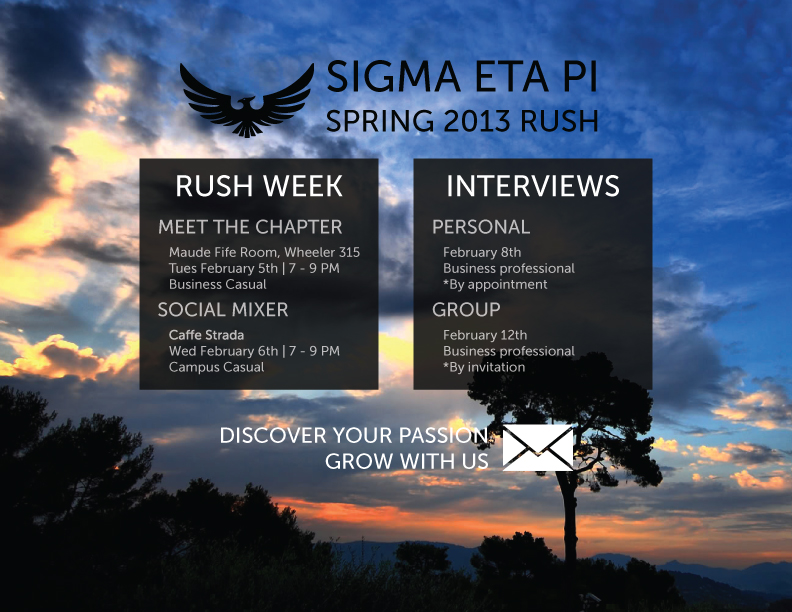 SIGMA ETA PI
SPRING 2013 RUSH
RUSH WEEK
MEET THE CHAPTER
Maude Fife Room, Wheeler 315
Tues February 5th | 7 - 9 PM
Business Casual
SOCIAL MIXER
Caffe Strada
Wed February 6th | 7 - 9 PM
Campus Casual
INTERVIEWS
PERSONAL
February 8th
Business professional
*By appointment
GROUP
February 12th
Business professional
*By invitation
DISCOVER YOUR PASSION,
GROW WITH US